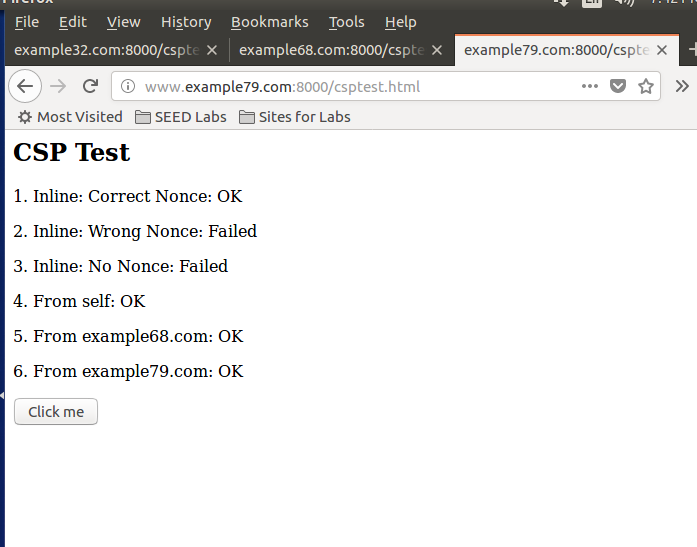 Firefox
En
File Edit View History Bookmarks Tools Help
example32.com:8000/cspte example68.com:8000/cspte example79.com:8000/cspte
www.example79.com:8000/csptest.html
Most Visited SEED Labs Sites for Labs
CSP Test
1. Inline: Correct Nonce: OK
2. Inline: Wrong Nonce: Failed
3. Inline: No Nonce: Failed
4. From self: OK
5. From example68.com: OK
6. From example79.com: OK
Click me